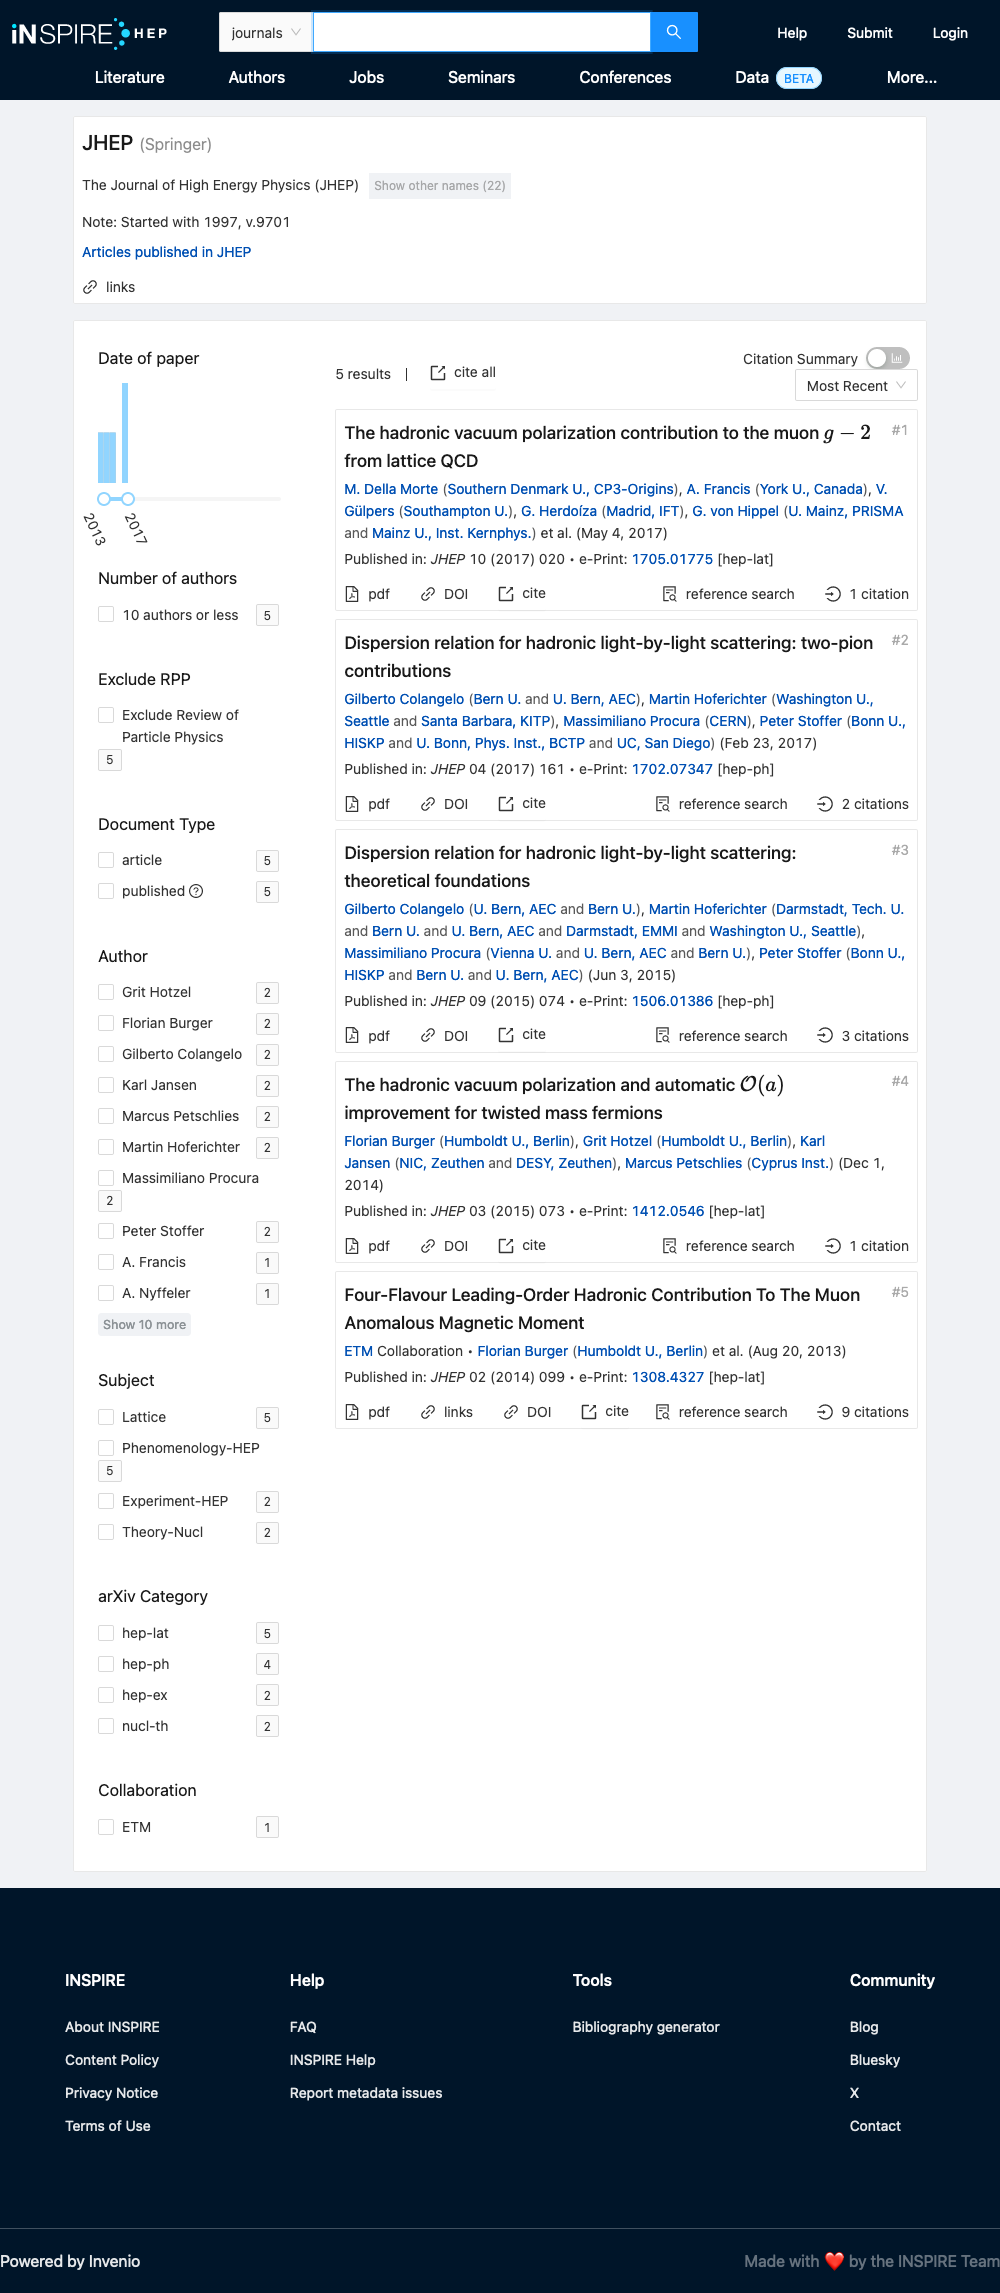 iNSPIRE HEP
journals
Help
Submit
Login
Literature
Authors
Jobs
Seminars
Conferences
Data BETA
More...
JHEP (Springer)
The Journal of High Energy Physics (JHEP) Show other names (22)
Note: Started with 1997, v.9701
Articles published in JHEP
links
Date of paper
2013
2017
Number of authors
10 authors or less 5
Exclude RPP
Exclude Review of
Particle Physics
5
Document Type
article 5
published 5
Author
Grit Hotzel 2
Florian Burger 2
Gilberto Colangelo 2
Karl Jansen 2
Marcus Petschlies 2
Martin Hoferichter 2
Massimiliano Procura
2
Peter Stoffer 2
A. Francis 1
A. Nyffeler 1
Show 10 more
Subject
Lattice 5
Phenomenology-HEP
5
Experiment-HEP 2
Theory-Nucl 2
arXiv Category
hep-lat 5
hep-ph 4
hep-ex 2
nucl-th 2
Collaboration
ETM 1
5 results | cite all
Citation Summary
Most Recent
The hadronic vacuum polarization contribution to the muon g − 2 #1
from lattice QCD
M. Della Morte (Southern Denmark U., CP3-Origins), A. Francis (York U., Canada), V.
Gülpers (Southampton U.), G. Herdoíza (Madrid, IFT), G. von Hippel (U. Mainz, PRISMA
and Mainz U., Inst. Kernphys.) et al. (May 4, 2017)
Published in: JHEP 10 (2017) 020 • e-Print: 1705.01775 [hep-lat]
pdf DOI cite reference search 1 citation
Dispersion relation for hadronic light-by-light scattering: two-pion #2
contributions
Gilberto Colangelo (Bern U. and U. Bern, AEC), Martin Hoferichter (Washington U.,
Seattle and Santa Barbara, KITP), Massimiliano Procura (CERN), Peter Stoffer (Bonn U.,
HISKP and U. Bonn, Phys. Inst., BCTP and UC, San Diego) (Feb 23, 2017)
Published in: JHEP 04 (2017) 161 • e-Print: 1702.07347 [hep-ph]
pdf DOI cite reference search 2 citations
Dispersion relation for hadronic light-by-light scattering: #3
theoretical foundations
Gilberto Colangelo (U. Bern, AEC and Bern U.), Martin Hoferichter (Darmstadt, Tech. U.
and Bern U. and U. Bern, AEC and Darmstadt, EMMI and Washington U., Seattle),
Massimiliano Procura (Vienna U. and U. Bern, AEC and Bern U.), Peter Stoffer (Bonn U.,
HISKP and Bern U. and U. Bern, AEC) (Jun 3, 2015)
Published in: JHEP 09 (2015) 074 • e-Print: 1506.01386 [hep-ph]
pdf DOI cite reference search 3 citations
The hadronic vacuum polarization and automatic 𝒪(a) #4
improvement for twisted mass fermions
Florian Burger (Humboldt U., Berlin), Grit Hotzel (Humboldt U., Berlin), Karl
Jansen (NIC, Zeuthen and DESY, Zeuthen), Marcus Petschlies (Cyprus Inst.) (Dec 1,
2014)
Published in: JHEP 03 (2015) 073 • e-Print: 1412.0546 [hep-lat]
pdf DOI cite reference search 1 citation
Four-Flavour Leading-Order Hadronic Contribution To The Muon #5
Anomalous Magnetic Moment
ETM Collaboration • Florian Burger (Humboldt U., Berlin) et al. (Aug 20, 2013)
Published in: JHEP 02 (2014) 099 • e-Print: 1308.4327 [hep-lat]
pdf links DOI cite reference search 9 citations
INSPIRE
About INSPIRE
Content Policy
Privacy Notice
Terms of Use
Help
FAQ
INSPIRE Help
Report metadata issues
Tools
Bibliography generator
Community
Blog
Bluesky
X
Contact
Powered by Invenio
Made with ❤️ by the INSPIRE Team